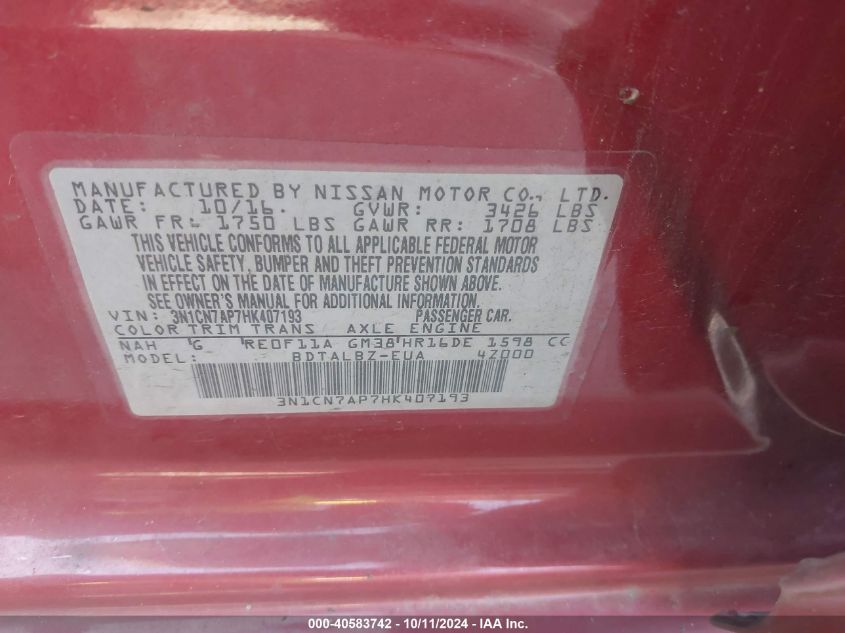 MANUFACTURED BY NISSAN MOTOR CO., LTD.
DATE: 10/16. GVWR: 3426 LBS
GAWR FR: 1750 LBS GAWR RR: 1708 LBS
THIS VEHICLE CONFORMS TO ALL APPLICABLE FEDERAL MOTOR
VEHICLE SAFETY, BUMPER AND THEFT PREVENTION STANDARDS
IN EFFECT ON THE DATE OF MANUFACTURE SHOWN ABOVE.
SEE OWNER'S MANUAL FOR ADDITIONAL INFORMATION.
VIN: 3N1CN7AP7HK407193 PASSENGER CAR.
COLOR TRIM TRANS AXLE ENGINE
NAH G RE0F11A GM38 HR16DE 1598 CC
MODEL: BDTALBZ-EUA 4Z000
3N1CN7AP7HK407193
000-40583742 - 10/11/2024 - IAA Inc.